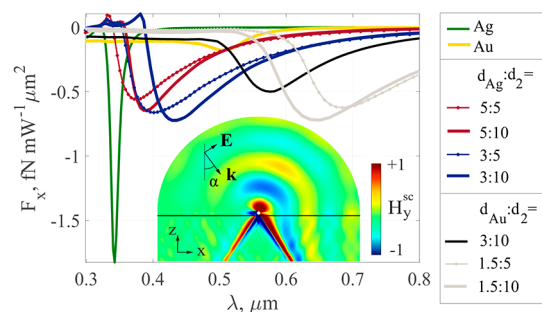 0
-0.5
-1
-1.5
F_x, fN mW^-1 μm^2
0.3 0.4 0.5 0.6 0.7 0.8
λ, μm
E
k
α
z
x
+1
H_y^sc
-1
Ag
Au
d_Ag:d_2=
5:5
5:10
3:5
3:10
d_Au:d_2=
3:10
1.5:5
1.5:10